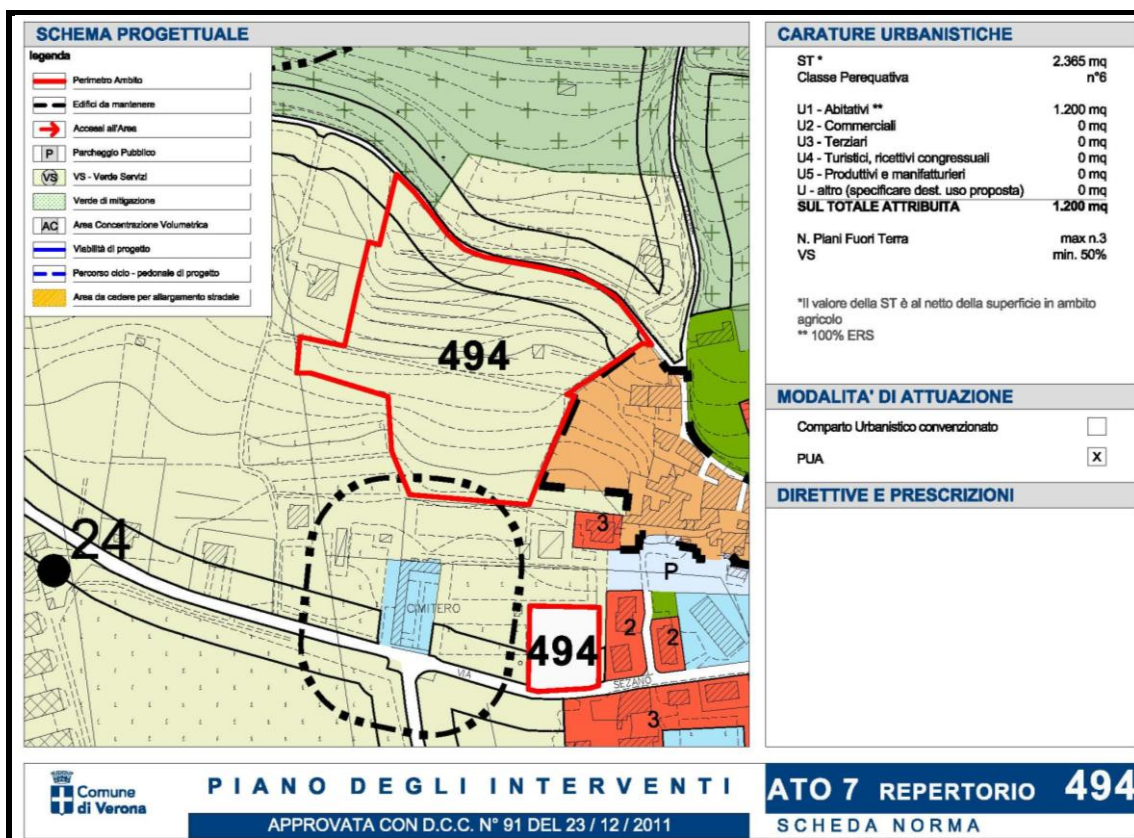 SCHEMA PROGETTUALE
legenda
Perimetro Ambito
Edifici da mantenere
Accessi all'Area
P Parcheggio Pubblico
VS VS - Verde Servizi
Verde di mitigazione
AC Area Concentrazione Volumetrica
Viabilità di progetto
Percorso ciclo - pedonale di progetto
Area da cedere per allargamento stradale
494
24
3
P
CIMITERO
494
2
2
VIA
SEZANO
3
CARATURE URBANISTICHE
ST * 2.365 mq
Classe Perequativa n°6
U1 - Abitativi ** 1.200 mq
U2 - Commerciali 0 mq
U3 - Terziari 0 mq
U4 - Turistici, ricettivi congressuali 0 mq
U5 - Produttivi e manifatturieri 0 mq
U - altro (specificare dest. uso proposta) 0 mq
SUL TOTALE ATTRIBUITA 1.200 mq
N. Piani Fuori Terra max n.3
VS min. 50%
*Il valore della ST è al netto della superficie in ambito
agricolo
** 100% ERS
MODALITA' DI ATTUAZIONE
Comparto Urbanistico convenzionato
PUA X
DIRETTIVE E PRESCRIZIONI
Comune
di Verona
PIANO DEGLI INTERVENTI
APPROVATA CON D.C.C. N° 91 DEL 23 / 12 / 2011
ATO 7 REPERTORIO 494
SCHEDA NORMA